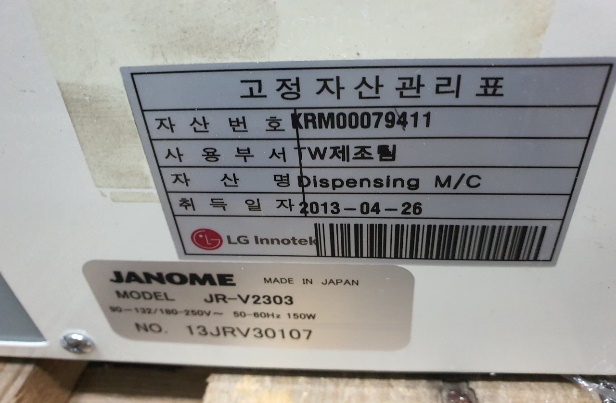 고정자산관리표
자산번호 KRM00079411
사용부서 TW제조팀
자산명 Dispensing M/C
취득일자 2013-04-26
LG Innotek
JANOME MADE IN JAPAN
MODEL JR-V2303
90-132/180-250V~ 50-60Hz 150W
NO. 13JRV30107